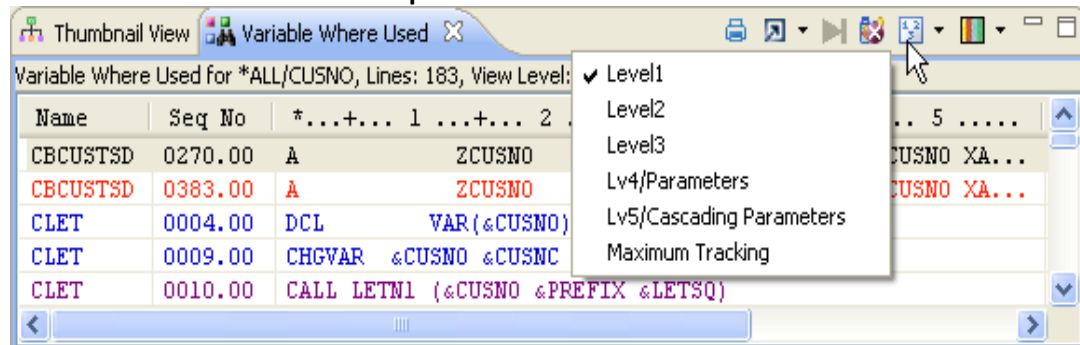 Thumbnail View Variable Where Used
Variable Where Used for *ALL/CUSNO, Lines: 183, View Level:
Level1
Level2
Level3
Lv4/Parameters
Lv5/Cascading Parameters
Maximum Tracking
Name Seq No *...+... 1 ...+... 2 . .. 5 .....
CBCUSTSD 0270.00 A ZCUSNO CUSNO XA...
CBCUSTSD 0383.00 A ZCUSNO CUSNO XA...
CLET 0004.00 DCL VAR(&CUSNO)
CLET 0009.00 CHGVAR &CUSNO &CUSNC
CLET 0010.00 CALL LETN1 (&CUSNO &PREFIX &LETSQ)